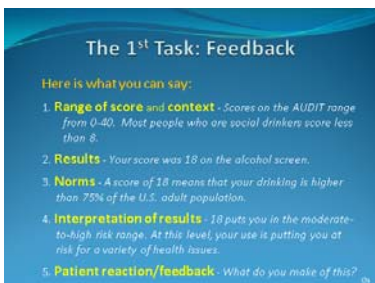 The 1st Task: Feedback
Here is what you can say:
1. Range of score and context - Scores on the AUDIT range
from 0-40. Most people who are social drinkers score less
than 8.
2. Results - Your score was 18 on the alcohol screen.
3. Norms - A score of 18 means that your drinking is higher
than 75% of the U.S. adult population.
4. Interpretation of results - 18 puts you in the moderate-
to-high risk range. At this level, your use is putting you at
risk for a variety of health issues.
5. Patient reaction/feedback - What do you make of this?